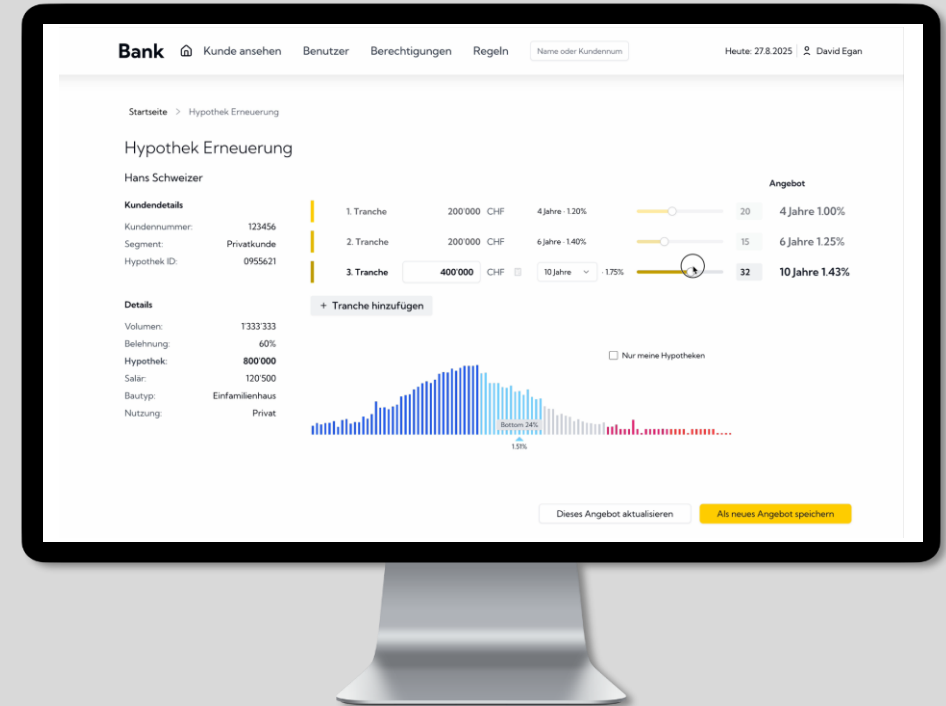 Bank Kunde ansehen Benutzer Berechtigungen Regeln Name oder Kundennum Heute: 27.8.2025 David Egan
Startseite > Hypothek Erneuerung
Hypothek Erneuerung
Hans Schweizer
Angebot
Kundendetails
Kundennummer: 123456
Segment: Privatkunde
Hypothek ID: 0955621
1. Tranche 200'000 CHF 4 Jahre · 1.20% 20 4 Jahre 1.00%
2. Tranche 200'000 CHF 6 Jahre · 1.40% 15 6 Jahre 1.25%
3. Tranche 400'000 CHF 10 Jahre · 1.75% 32 10 Jahre 1.43%
+ Tranche hinzufügen
Details
Volumen: 1'333'333
Belehnung: 60%
Hypothek: 800'000
Salär: 120'500
Bautyp: Einfamilienhaus
Nutzung: Privat
Nur meine Hypotheken
Bottom 24%
1.51%
Dieses Angebot aktualisieren
Als neues Angebot speichern